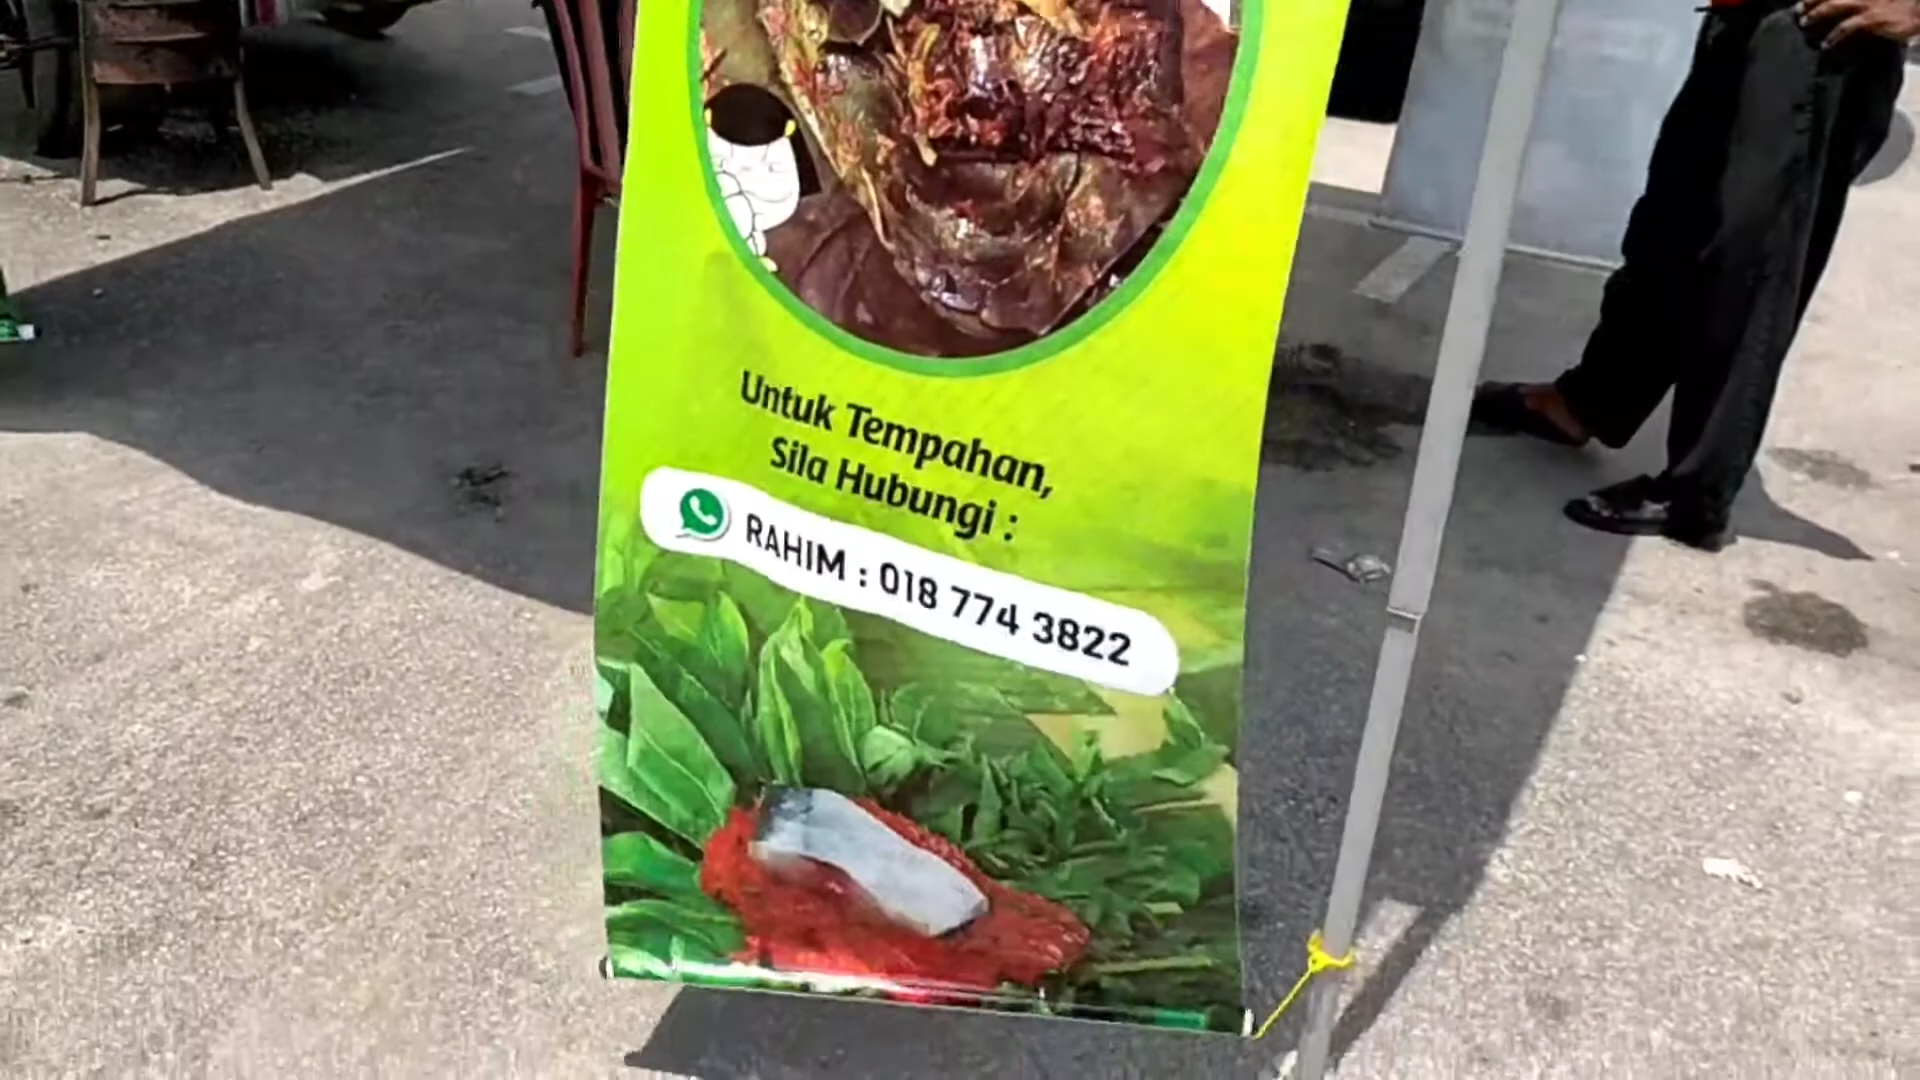 Untuk Tempahan,
Sila Hubungi :
RAHIM : 018 774 3822